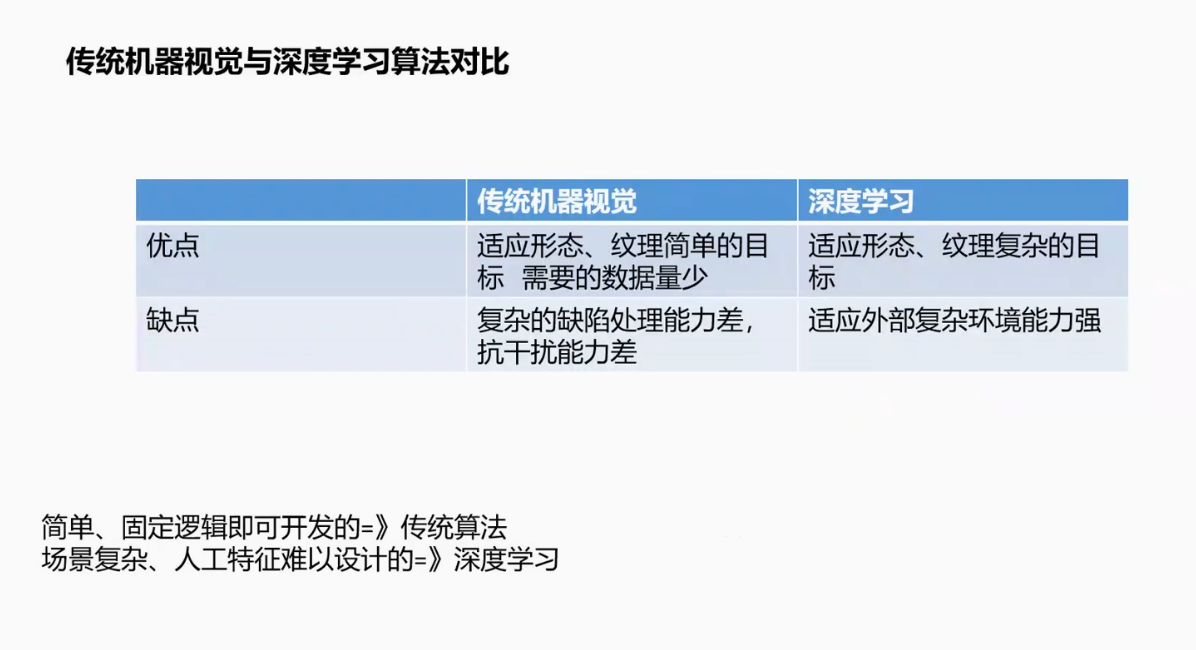 传统机器视觉与深度学习算法对比
传统机器视觉 深度学习
优点 适应形态、纹理简单的目 适应形态、纹理复杂的目
标 需要的数据量少 标
缺点 复杂的缺陷处理能力差， 适应外部复杂环境能力强
抗干扰能力差
简单、固定逻辑即可开发的=》传统算法
场景复杂、人工特征难以设计的=》深度学习